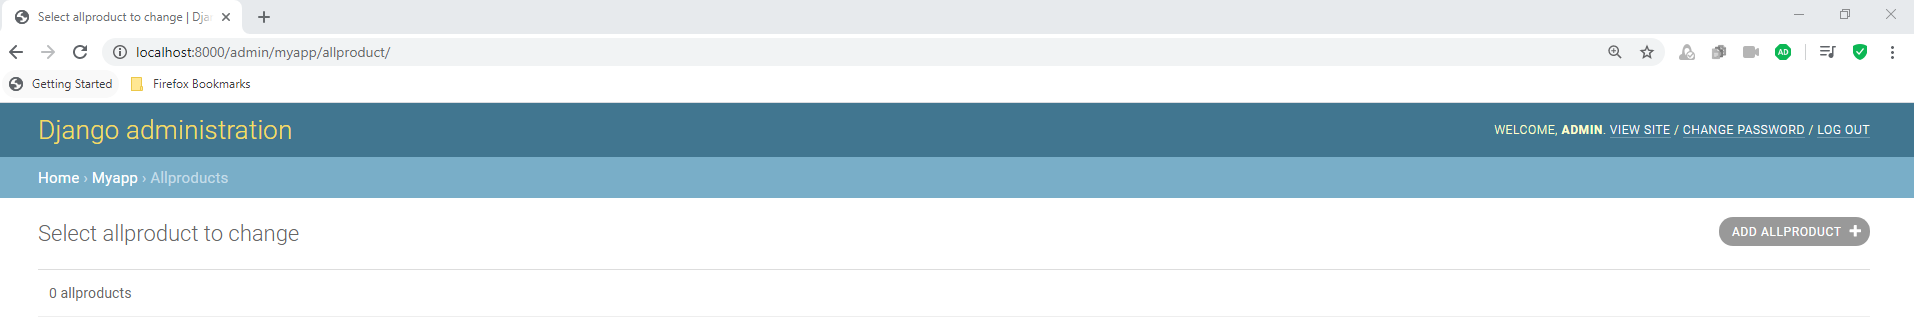 Select allproduct to change | Dja
localhost:8000/admin/myapp/allproduct/
AD
Getting Started Firefox Bookmarks
Django administration
WELCOME, ADMIN. VIEW SITE / CHANGE PASSWORD / LOG OUT
Home › Myapp › Allproducts
Select allproduct to change
ADD ALLPRODUCT +
0 allproducts